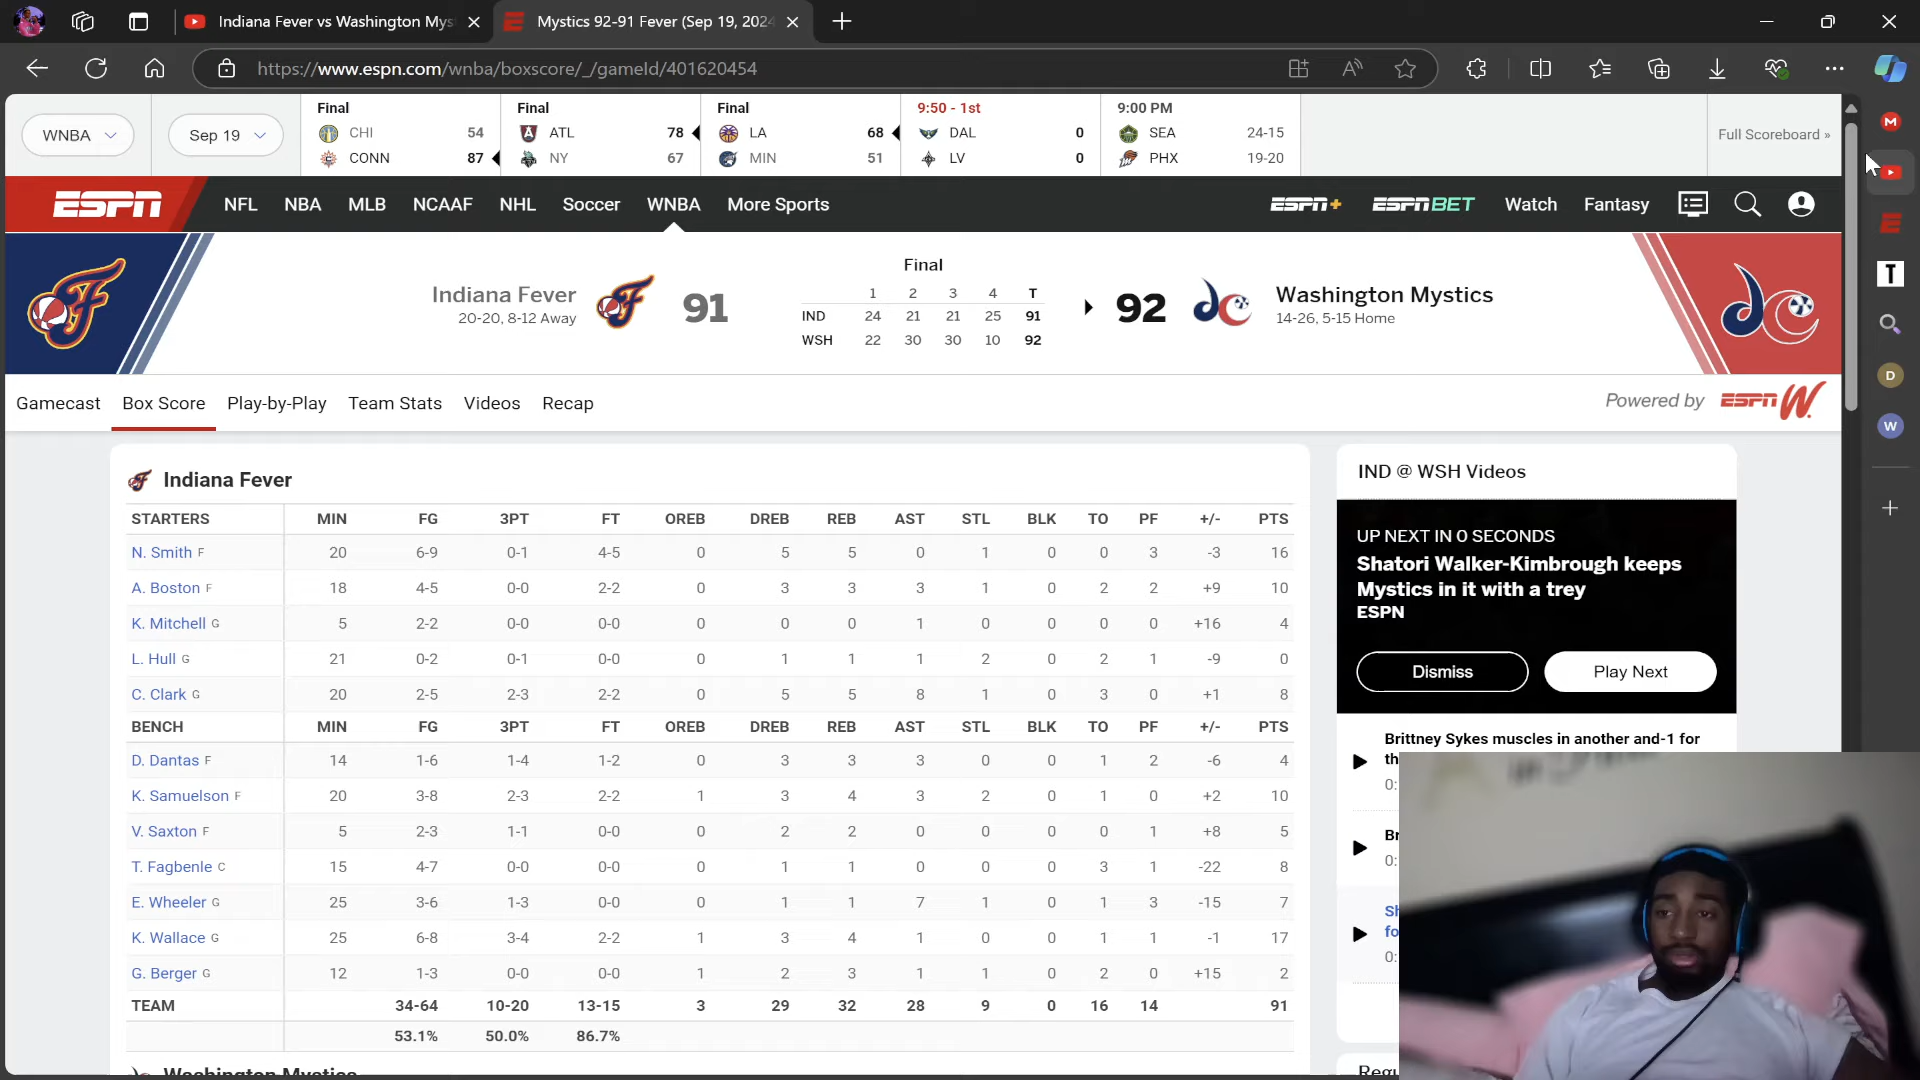 Indiana Fever vs Washington Mys
Mystics 92-91 Fever (Sep 19, 2024
https://www.espn.com/wnba/boxscore/_/gameId/401620454
WNBA
Sep 19
Final
CHI 54
CONN 87
Final
ATL 78
NY 67
Final
LA 68
MIN 51
9:50 - 1st
DAL 0
LV 0
9:00 PM
SEA 24-15
PHX 19-20
Full Scoreboard »
ESPN NFL NBA MLB NCAAF NHL Soccer WNBA More Sports ESPN+ ESPN BET Watch Fantasy
Indiana Fever
20-20, 8-12 Away
91
Final
1 2 3 4 T
IND 24 21 21 25 91
WSH 22 30 30 10 92
92
Washington Mystics
14-26, 5-15 Home
Gamecast Box Score Play-by-Play Team Stats Videos Recap
Powered by ESPN W
Indiana Fever
STARTERS MIN FG 3PT FT OREB DREB REB AST STL BLK TO PF +/- PTS
N. Smith F 20 6-9 0-1 4-5 0 5 5 0 1 0 0 3 -3 16
A. Boston F 18 4-5 0-0 2-2 0 3 3 3 1 0 2 2 +9 10
K. Mitchell G 5 2-2 0-0 0-0 0 0 0 1 0 0 0 0 +16 4
L. Hull G 21 0-2 0-1 0-0 0 1 1 1 2 0 2 1 -9 0
C. Clark G 20 2-5 2-3 2-2 0 5 5 8 1 0 3 0 +1 8
BENCH MIN FG 3PT FT OREB DREB REB AST STL BLK TO PF +/- PTS
D. Dantas F 14 1-6 1-4 1-2 0 3 3 3 0 0 1 2 -6 4
K. Samuelson F 20 3-8 2-3 2-2 1 3 4 3 2 0 1 0 +2 10
V. Saxton F 5 2-3 1-1 0-0 0 2 2 0 0 0 0 1 +8 5
T. Fagbenle C 15 4-7 0-0 0-0 0 1 1 0 0 0 3 1 -22 8
E. Wheeler G 25 3-6 1-3 0-0 0 1 1 7 1 0 1 3 -15 7
K. Wallace G 25 6-8 3-4 2-2 1 3 4 1 0 0 1 1 -1 17
G. Berger G 12 1-3 0-0 0-0 1 2 3 1 1 0 2 0 +15 2
TEAM 34-64 10-20 13-15 3 29 32 28 9 0 16 14 91
53.1% 50.0% 86.7%
Washington Mystics
IND @ WSH Videos
UP NEXT IN 0 SECONDS
Shatori Walker-Kimbrough keeps
Mystics in it with a trey
ESPN
Dismiss
Play Next
Brittney Sykes muscles in another and-1 for
th
0:
Br
0:
Sh
fo
0:
Regu
M
T
D
W